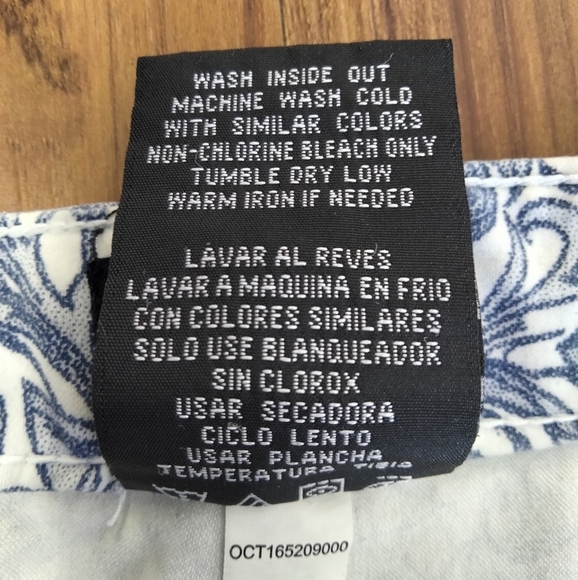 WASH INSIDE OUT
MACHINE WASH COLD
WITH SIMILAR COLORS
NON-CHLORINE BLEACH ONLY
TUMBLE DRY LOW
WARM IRON IF NEEDED
LAVAR AL REVES
LAVAR A MAQUINA EN FRIO
CON COLORES SIMILARES
SOLO USE BLANQUEADOR
SIN CLOROX
USAR SECADORA
CICLO LENTO
USAR PLANCHA
TEMPERATURA TIBIA
OCT165209000